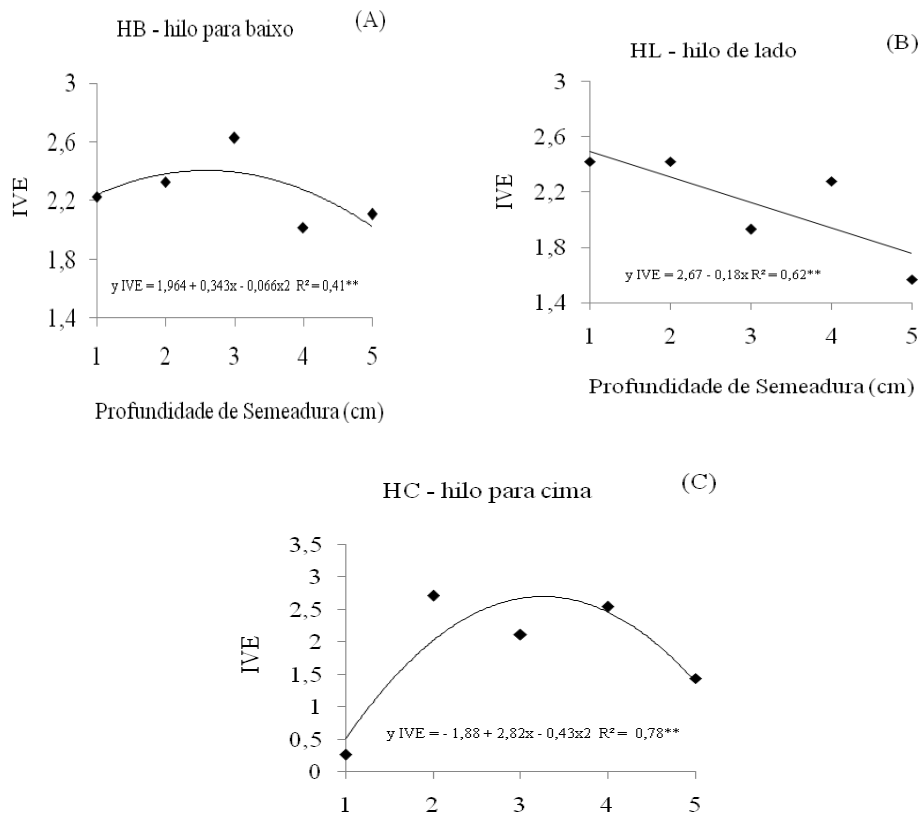 HB - hilo para baixo
(A)
3
2,6
2,2
1,8
1,4
IVE
y IVE = 1,964 + 0,343x - 0,066x2 R² = 0,41**
1 2 3 4 5
Profundidade de Semeadura (cm)
HL - hilo de lado
(B)
3
2,6
2,2
1,8
1,4
IVE
y IVE = 2,67 - 0,18x R² = 0,62**
1 2 3 4 5
Profundidade de Semeadura (cm)
HC - hilo para cima
(C)
3,5
3
2,5
2
1,5
1
0,5
0
IVE
y IVE = - 1,88 + 2,82x - 0,43x2 R² = 0,78**
1 2 3 4 5